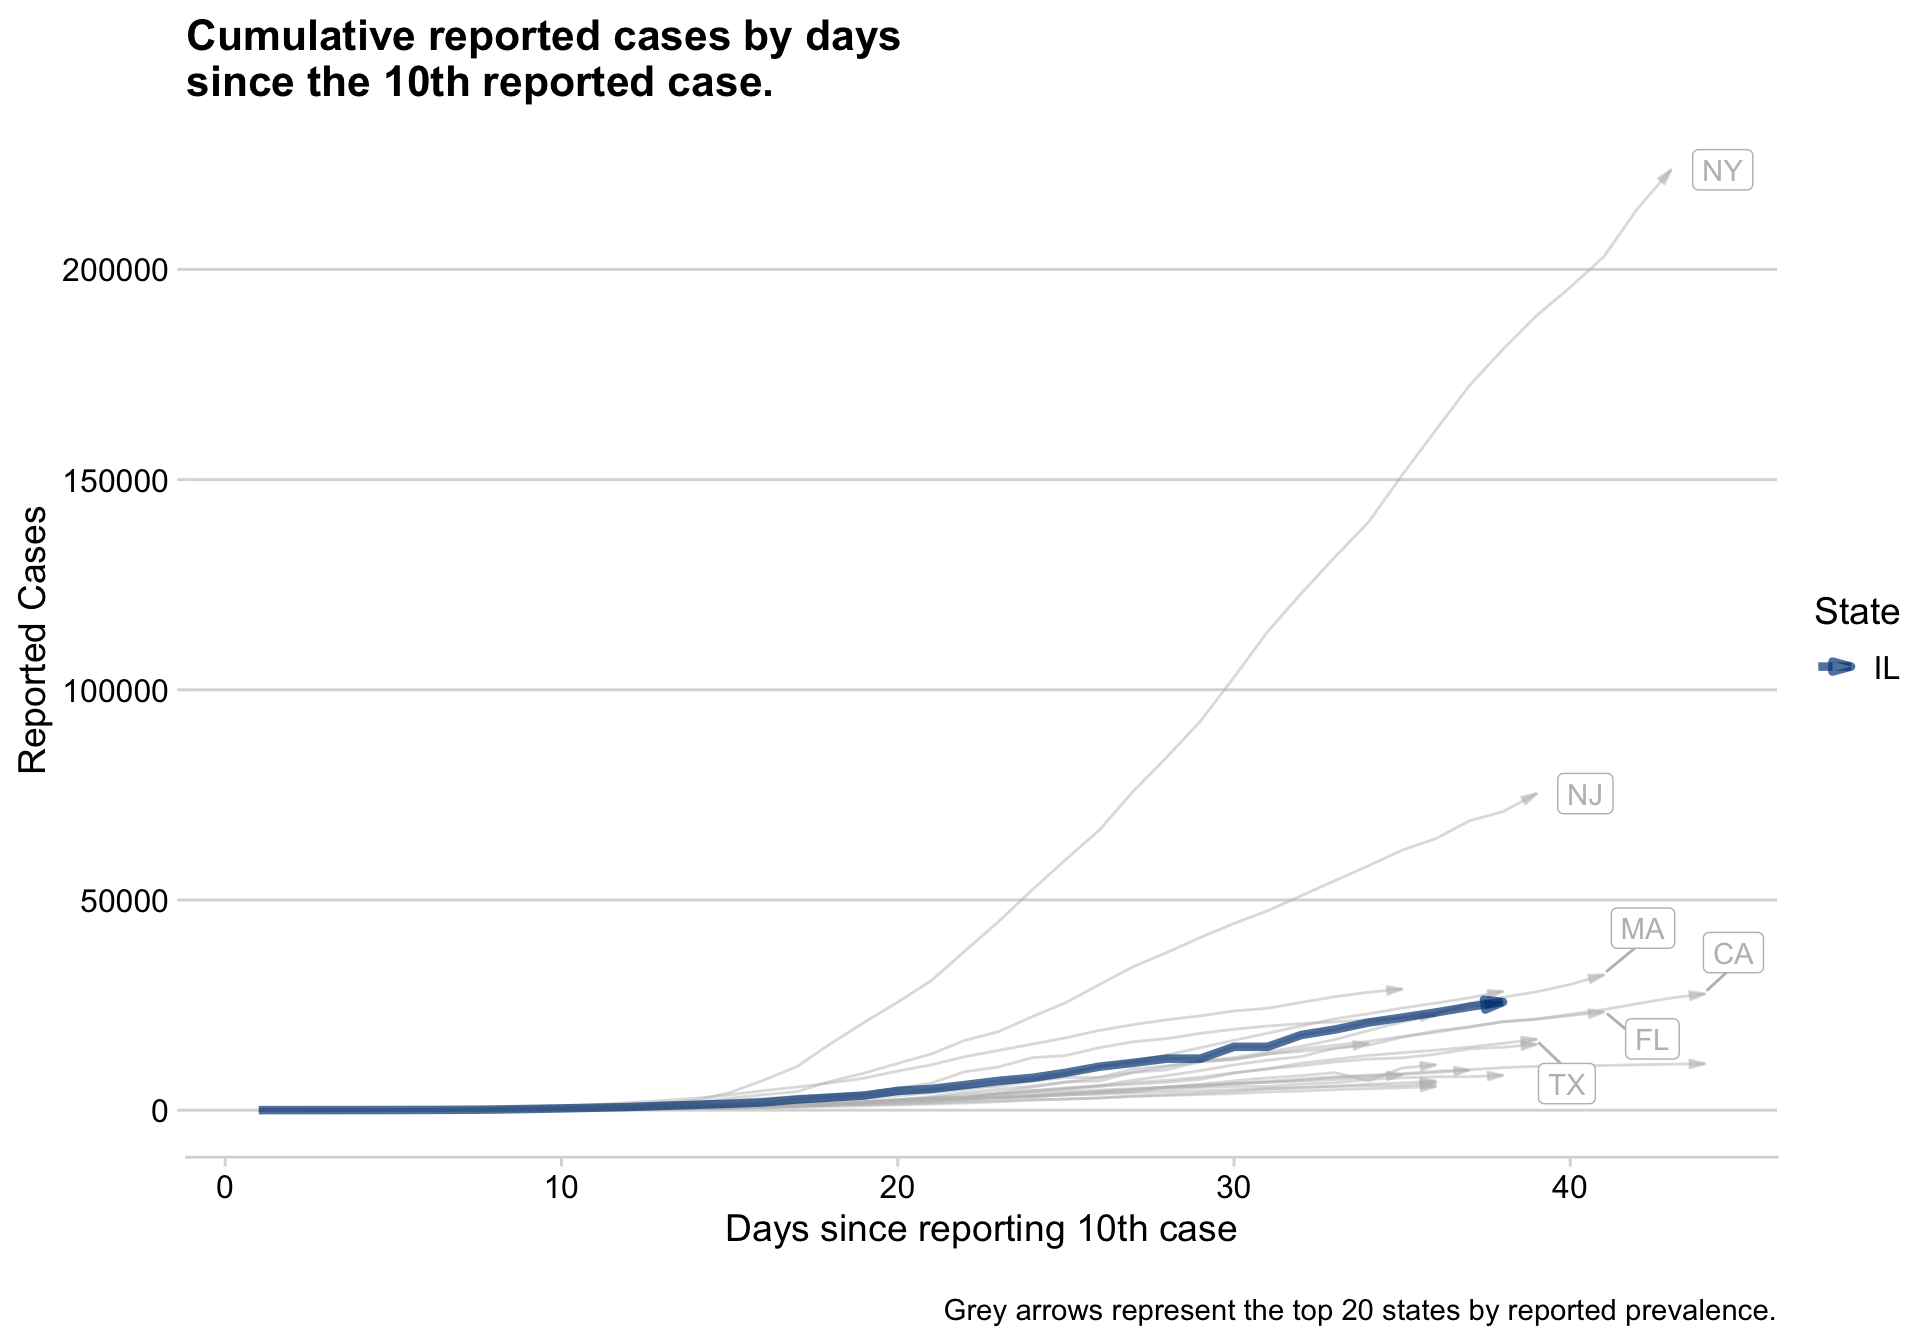 Cumulative reported cases by days
since the 10th reported case.
NY
200000
150000
Reported Cases
State
IL
100000
NJ
50000
MA
CA
FL
TX
0
0 10 20 30 40
Days since reporting 10th case
Grey arrows represent the top 20 states by reported prevalence.